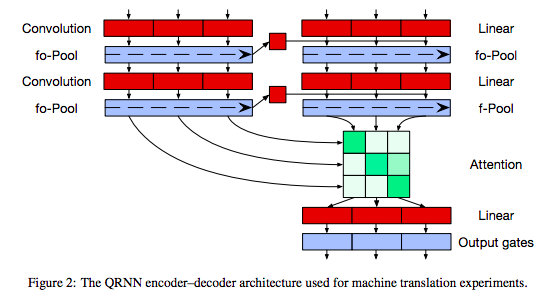 Convolution
Linear
fo-Pool
fo-Pool
Convolution
Linear
fo-Pool
f-Pool
Attention
Linear
Output gates
Figure 2: The QRNN encoder–decoder architecture used for machine translation experiments.